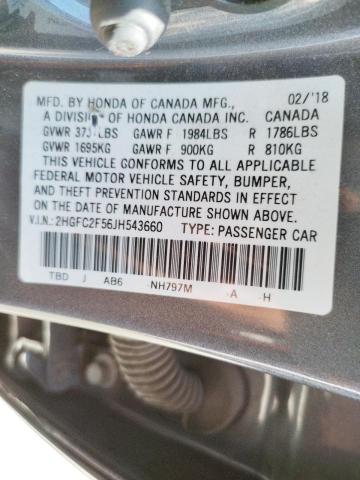 MFD. BY HONDA OF CANADA MFG., 02/'18
A DIVISION OF HONDA CANADA INC. CANADA
GVWR LBS GAWR F 1984LBS R 1786LBS
GVWR 1695KG GAWR F 900KG R 810KG
THIS VEHICLE CONFORMS TO ALL APPLICABLE
FEDERAL MOTOR VEHICLE SAFETY, BUMPER,
AND THEFT PREVENTION STANDARDS IN EFFECT
ON THE DATE OF MANUFACTURE SHOWN ABOVE.
V.I.N.: 2HGFC2F56JH543660 TYPE: PASSENGER CAR
TBD J AB6 -NH797M -A -H